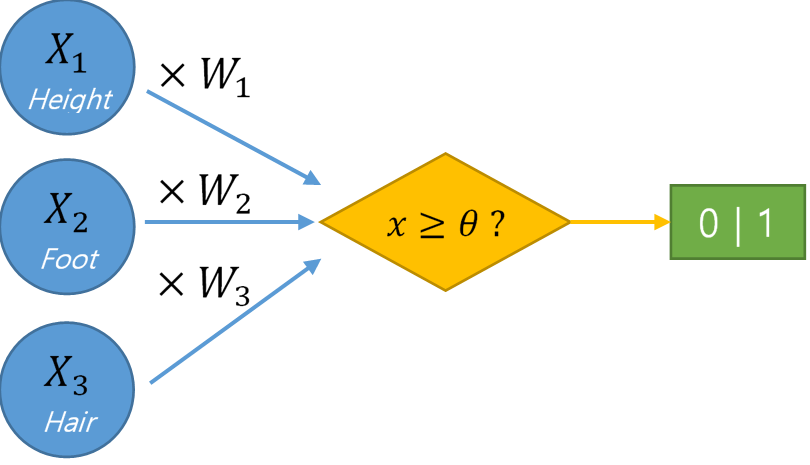 X₁
Height
× W₁
X₂
Foot
× W₂
x ≥ θ ?
0 | 1
× W₃
X₃
Hair